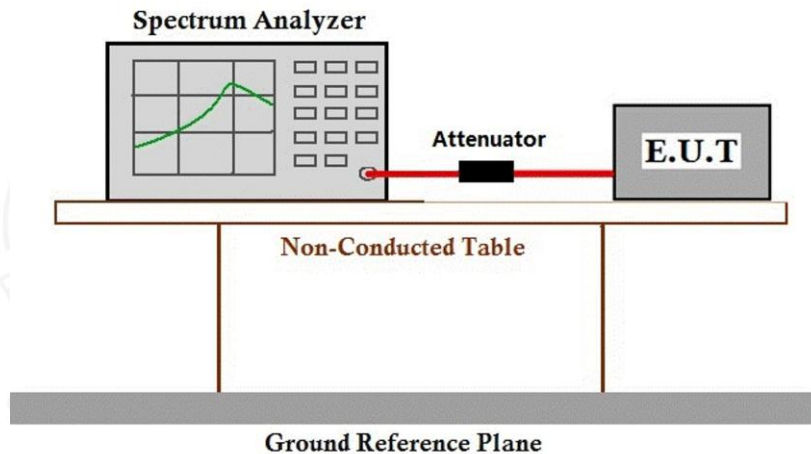 Spectrum Analyzer
Attenuator
E.U.T
Non-Conducted Table
Ground Reference Plane